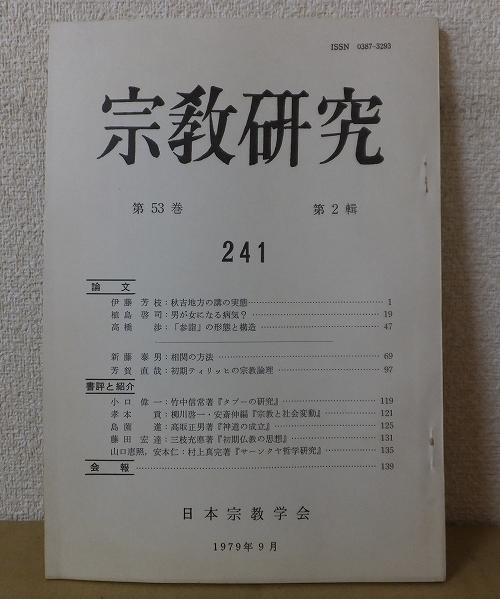 ISSN 0387-3293
宗教研究
第 53 巻 第 2 輯
241
論文
伊藤芳枝：秋吉地方の講の実態 1
植島啓司：男が女になる病気？ 19
高橋渉：「参詣」の形態と構造 47
新藤泰男：相関の方法 69
芳賀直哉：初期ティリッヒの宗教論理 97
書評と紹介
小口偉一：竹中信常著『タブーの研究』 119
孝本貢：柳川啓一・安斎伸編『宗教と社会変動』 121
島薗進：高取正男著『神道の成立』 125
藤田宏達：三枝充悳著『初期仏教の思想』 131
山口恵照，安本仁：村上真完著『サーンクヤ哲学研究』 135
会報 139
日本宗教学会
1979年9月